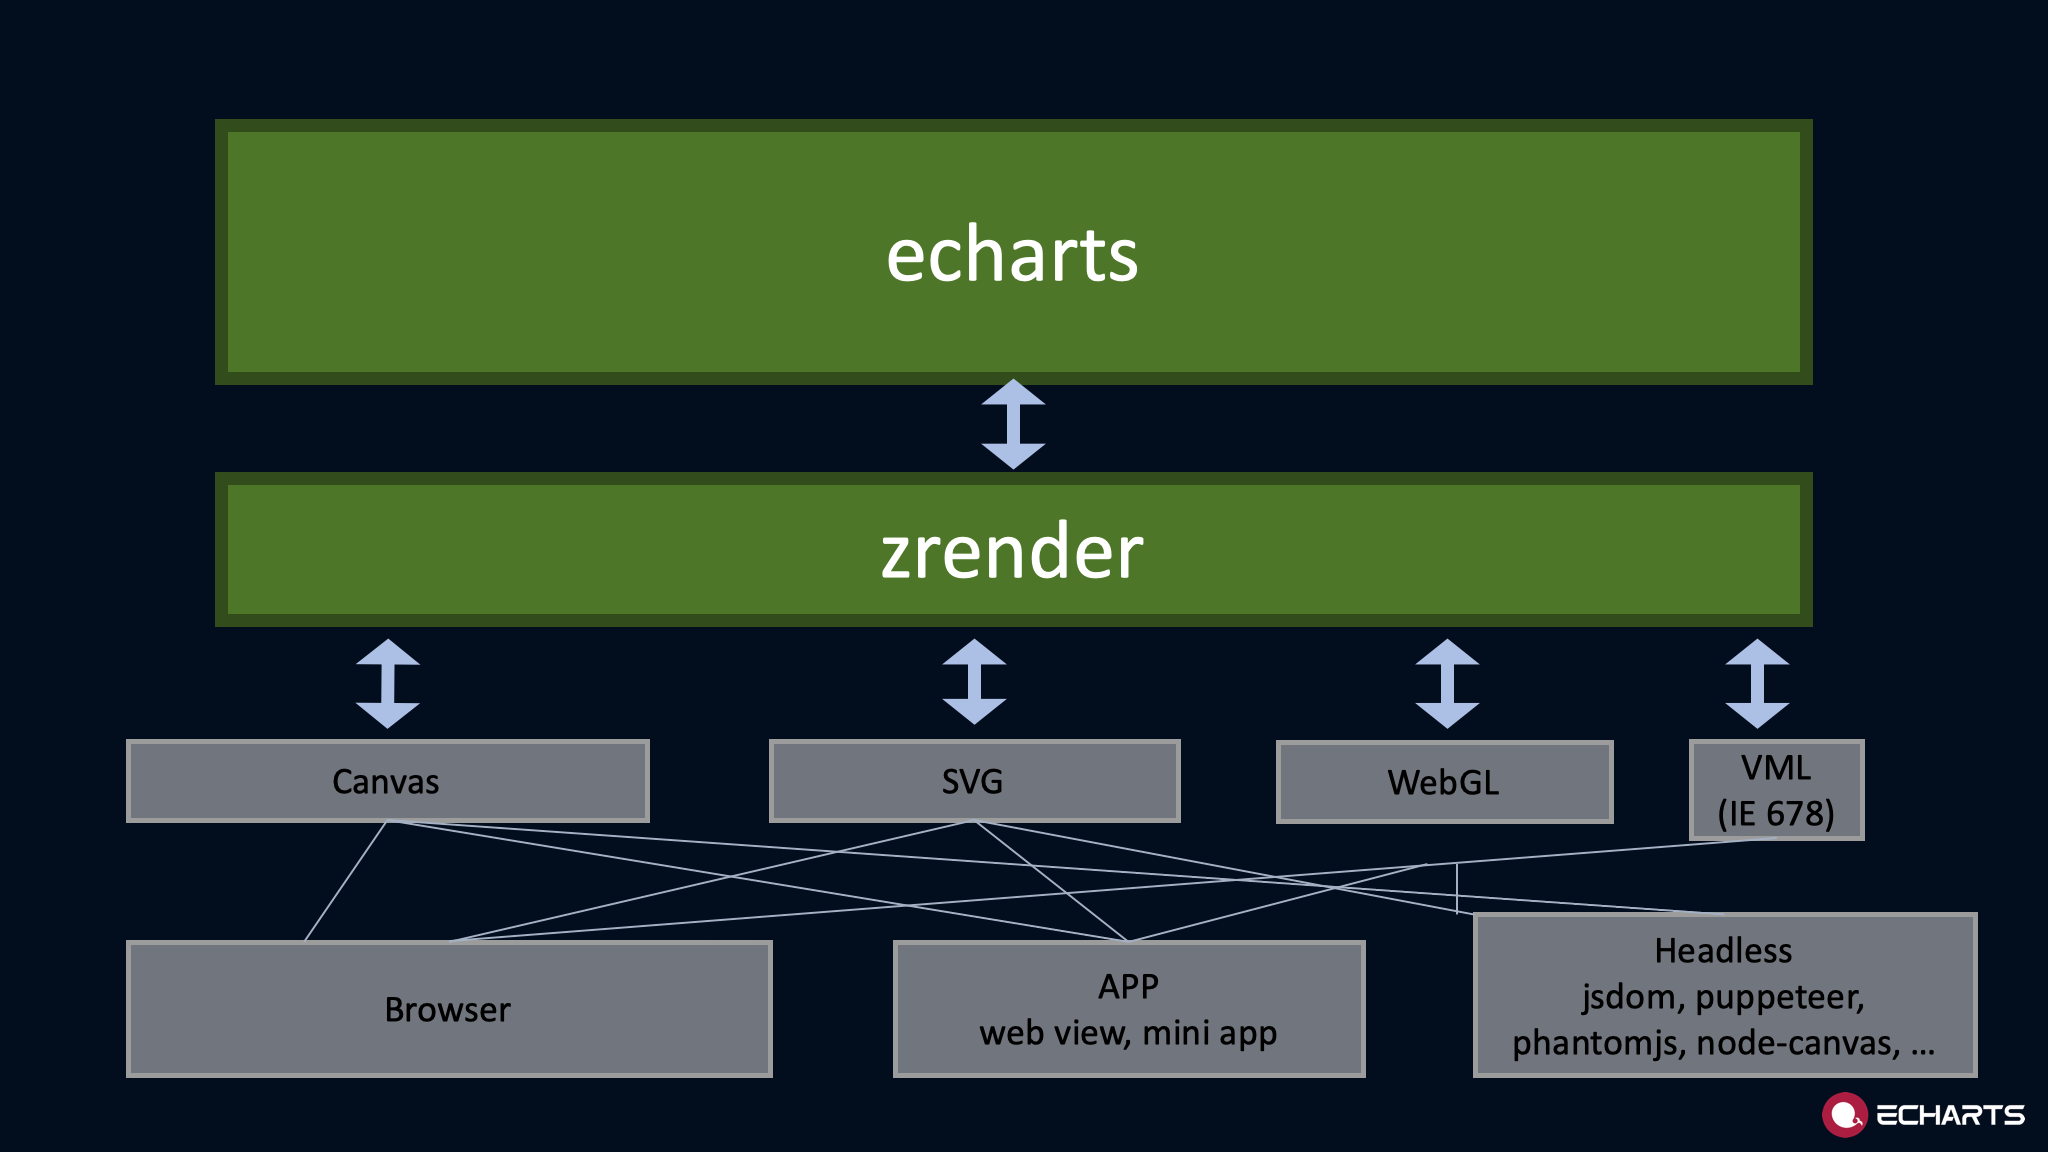 echarts
zrender
Canvas
SVG
WebGL
VML
(IE 678)
Browser
APP
web view, mini app
Headless
jsdom, puppeteer,
phantomjs, node-canvas, ...
ECHARTS